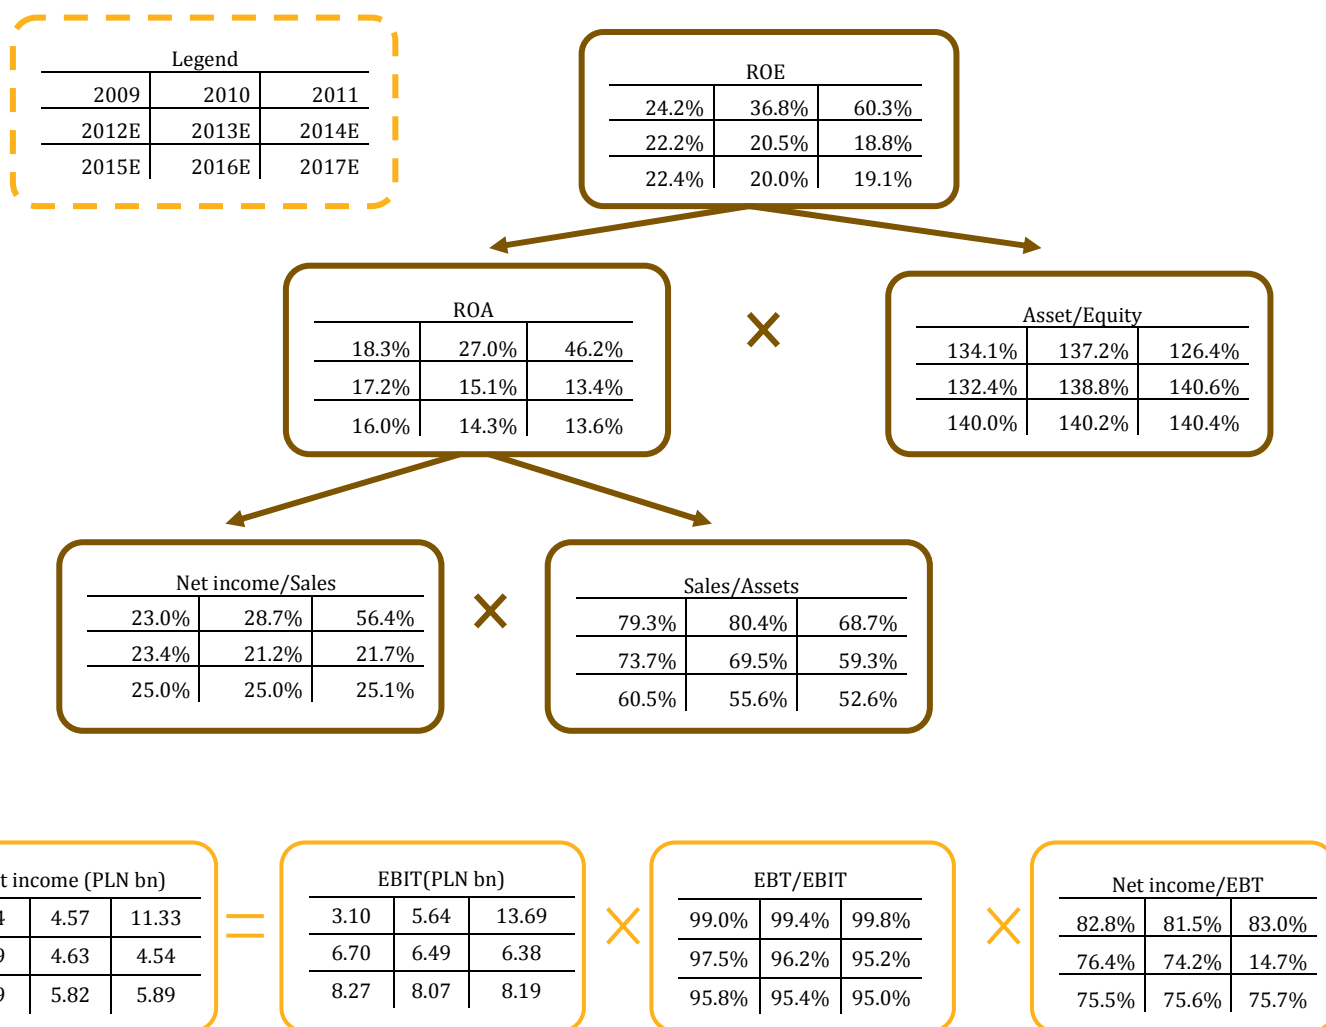 Legend
2009 2010 2011
2012E 2013E 2014E
2015E 2016E 2017E
ROE
24.2% 36.8% 60.3%
22.2% 20.5% 18.8%
22.4% 20.0% 19.1%
ROA
18.3% 27.0% 46.2%
17.2% 15.1% 13.4%
16.0% 14.3% 13.6%
×
Asset/Equity
134.1% 137.2% 126.4%
132.4% 138.8% 140.6%
140.0% 140.2% 140.4%
Net income/Sales
23.0% 28.7% 56.4%
23.4% 21.2% 21.7%
25.0% 25.0% 25.1%
×
Sales/Assets
79.3% 80.4% 68.7%
73.7% 69.5% 59.3%
60.5% 55.6% 52.6%
t income (PLN bn)
4 4.57 11.33
9 4.63 4.54
9 5.82 5.89
=
EBIT(PLN bn)
3.10 5.64 13.69
6.70 6.49 6.38
8.27 8.07 8.19
×
EBT/EBIT
99.0% 99.4% 99.8%
97.5% 96.2% 95.2%
95.8% 95.4% 95.0%
×
Net income/EBT
82.8% 81.5% 83.0%
76.4% 74.2% 14.7%
75.5% 75.6% 75.7%